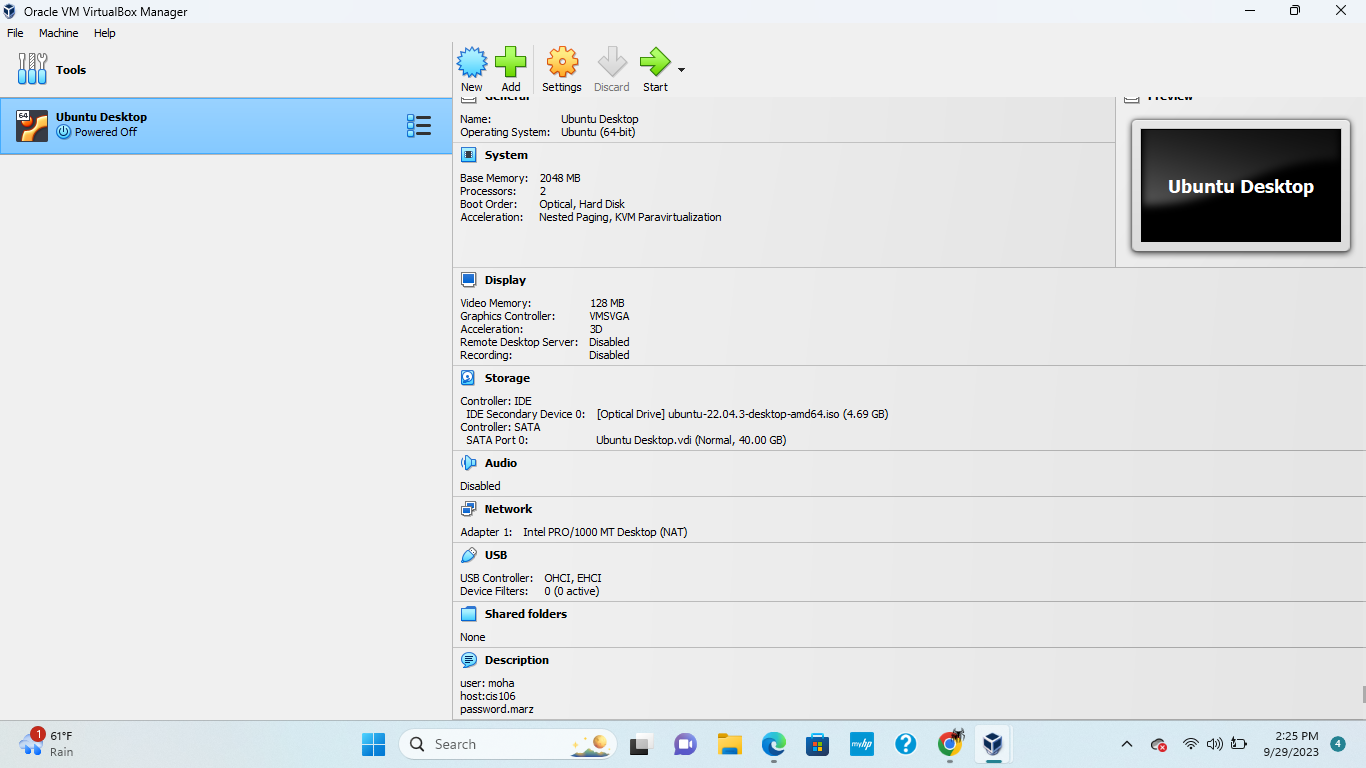 Oracle VM VirtualBox Manager
File Machine Help
Tools
New Add Settings Discard Start
64
Ubuntu Desktop
Powered Off
General
Name: Ubuntu Desktop
Operating System: Ubuntu (64-bit)
System
Base Memory: 2048 MB
Processors: 2
Boot Order: Optical, Hard Disk
Acceleration: Nested Paging, KVM Paravirtualization
Preview
Ubuntu Desktop
Display
Video Memory: 128 MB
Graphics Controller: VMSVGA
Acceleration: 3D
Remote Desktop Server: Disabled
Recording: Disabled
Storage
Controller: IDE
IDE Secondary Device 0: [Optical Drive] ubuntu-22.04.3-desktop-amd64.iso (4.69 GB)
Controller: SATA
SATA Port 0: Ubuntu Desktop.vdi (Normal, 40.00 GB)
Audio
Disabled
Network
Adapter 1: Intel PRO/1000 MT Desktop (NAT)
USB
USB Controller: OHCI, EHCI
Device Filters: 0 (0 active)
Shared folders
None
Description
user: moha
host:cis106
password.marz
1
61°F
Rain
Search
myhp
?
2:25 PM
9/29/2023
4